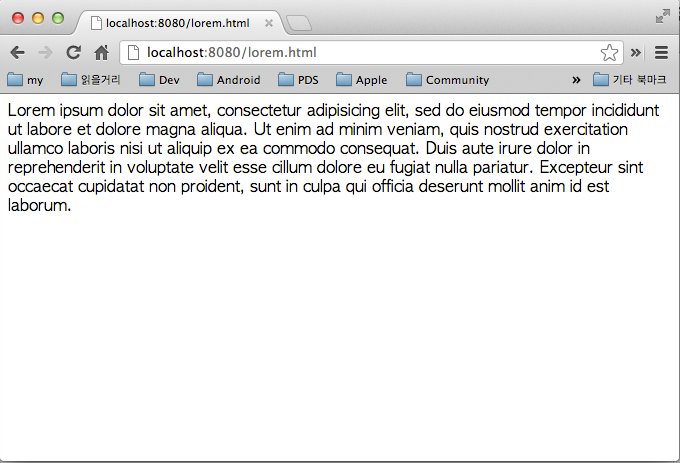 localhost:8080/lorem.html
localhost:8080/lorem.html
my 읽을거리 Dev Android PDS Apple Community » 기타 북마크
Lorem ipsum dolor sit amet, consectetur adipisicing elit, sed do eiusmod tempor incididunt
ut labore et dolore magna aliqua. Ut enim ad minim veniam, quis nostrud exercitation
ullamco laboris nisi ut aliquip ex ea commodo consequat. Duis aute irure dolor in
reprehenderit in voluptate velit esse cillum dolore eu fugiat nulla pariatur. Excepteur sint
occaecat cupidatat non proident, sunt in culpa qui officia deserunt mollit anim id est
laborum.